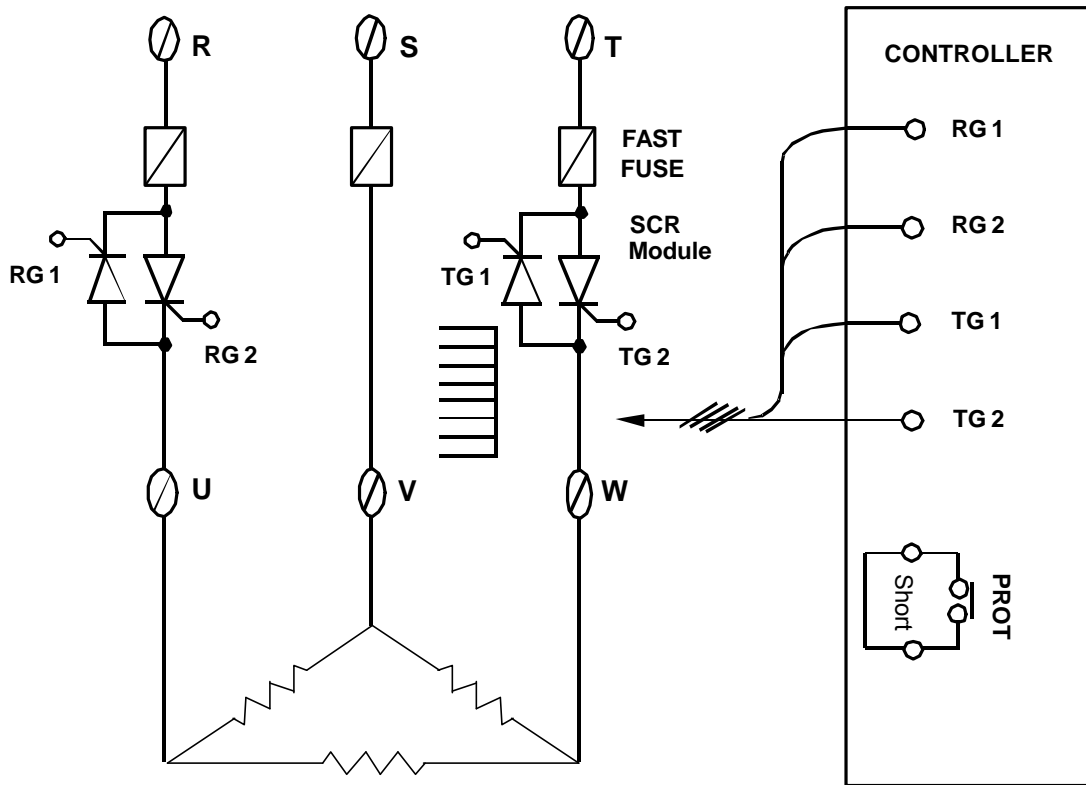 R
S
T
CONTROLLER
FAST
FUSE
SCR
Module
RG 1
RG 2
TG 1
TG 2
RG 1
RG 2
TG 1
TG 2
U
V
W
Short
PROT